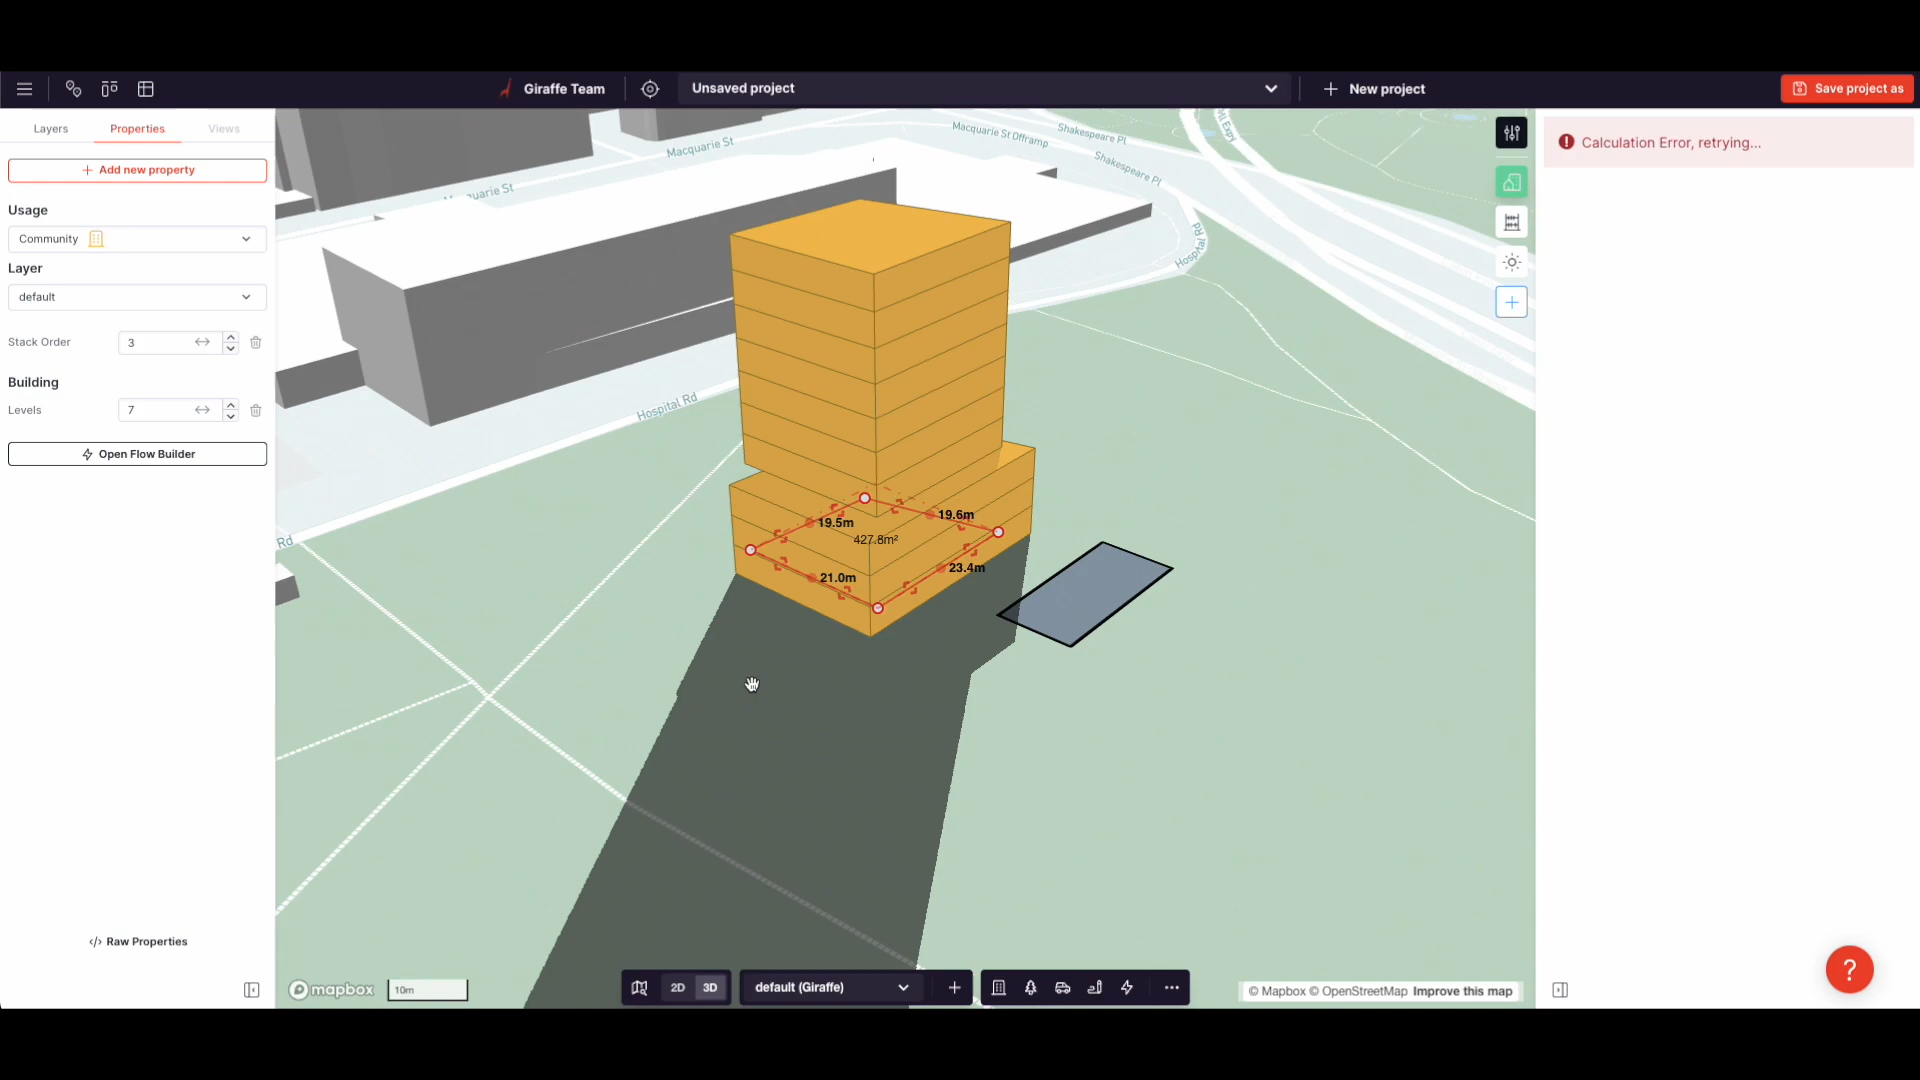 Giraffe Team
Unsaved project
New project
Save project as
Layers
Properties
Views
Add new property
Usage
Community
Layer
default
Stack Order
3
Building
Levels
7
Open Flow Builder
</> Raw Properties
Macquarie St
Macquarie St Offramp
Shakespeare Pl
Shakespeare Pl
Hospital Rd
Hospital Rd
Rd
19.5m
19.6m
427.8m²
21.0m
23.4m
Calculation Error, retrying...
mapbox
10m
2D
3D
default (Giraffe)
© Mapbox © OpenStreetMap Improve this map
?